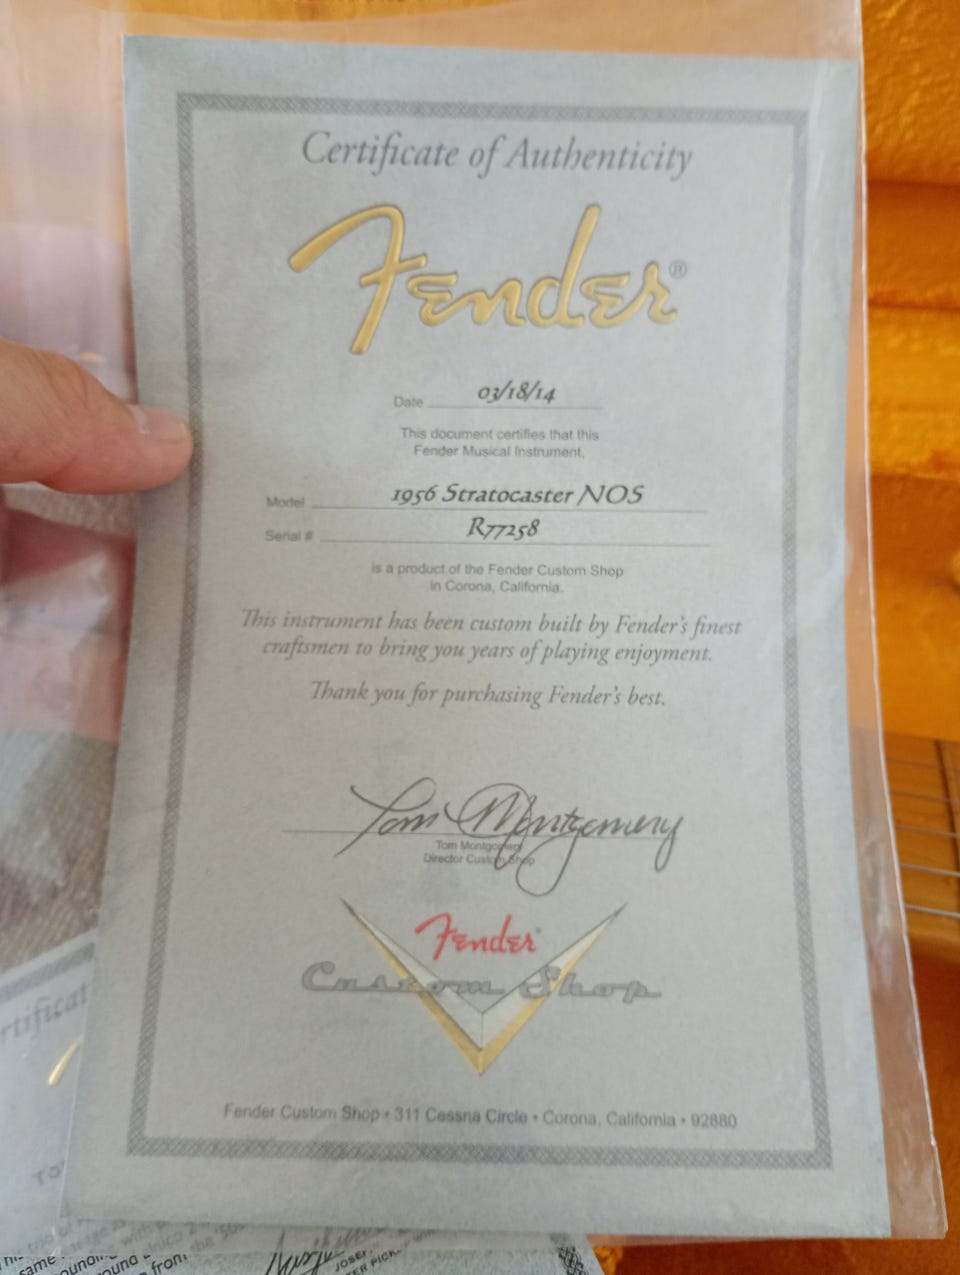 Certificate of Authenticity
Fender®
Date 03/18/14
This document certifies that this
Fender Musical Instrument,
Model 1956 Stratocaster NOS
Serial # R77258
is a product of the Fender Custom Shop
in Corona, California.
This instrument has been custom built by Fender's finest
craftsmen to bring you years of playing enjoyment.
Thank you for purchasing Fender's best.
Tom Montgomery
Tom Montgomery
Director Custom Shop
Fender
Custom Shop
Fender Custom Shop • 311 Cessna Circle • Corona, California • 92880
rtificat
same
from